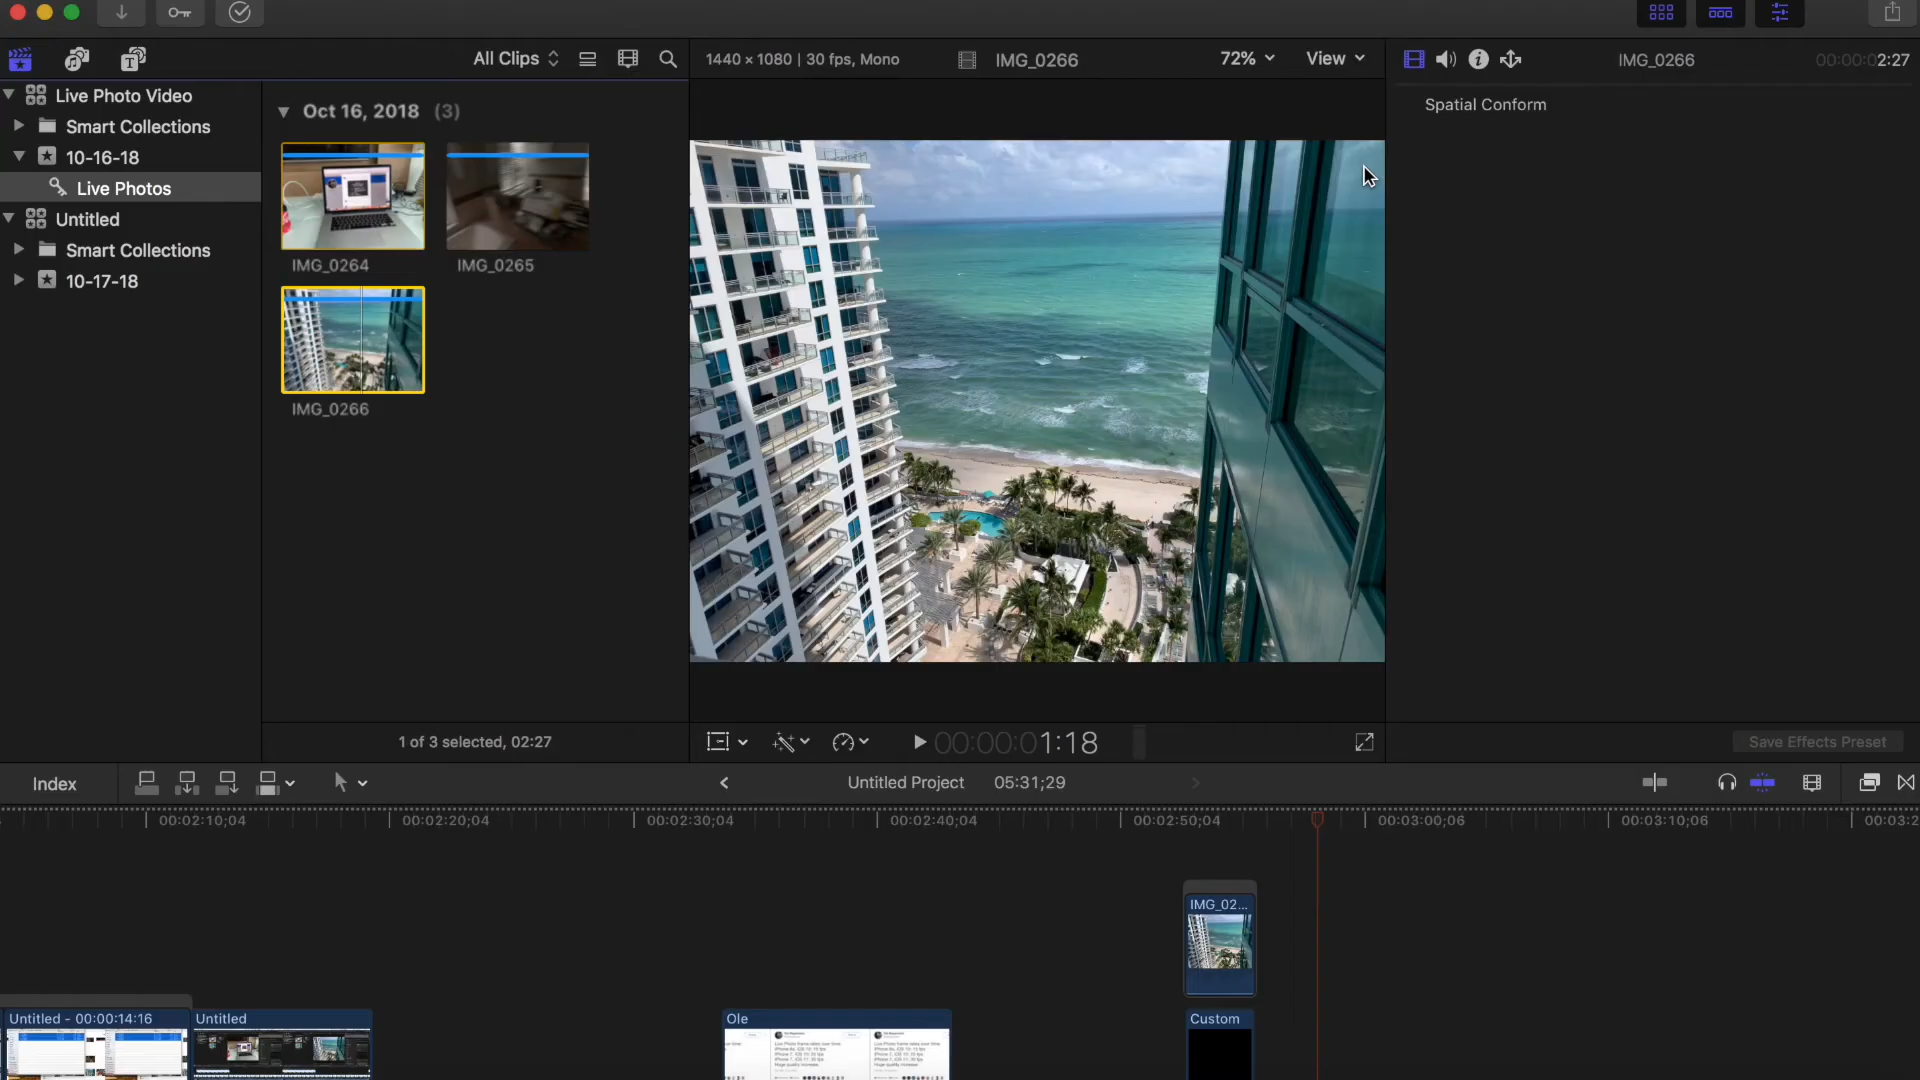 All Clips
1440 × 1080 | 30 fps, Mono
IMG_0266
72%
View
IMG_0266
00:00:02:27
Live Photo Video
Smart Collections
10-16-18
Live Photos
Untitled
Smart Collections
10-17-18
Oct 16, 2018 (3)
IMG_0264
IMG_0265
IMG_0266
1 of 3 selected, 02:27
Spatial Conform
00:00:01:18
Save Effects Preset
Index
Untitled Project
05:31;29
00:02:10;04
00:02:20;04
00:02:30;04
00:02:40;04
00:02:50;04
00:03:00;06
00:03:10;06
00:03:2
IMG_02...
Untitled - 00:00:14:16
Untitled
Ole
Custom